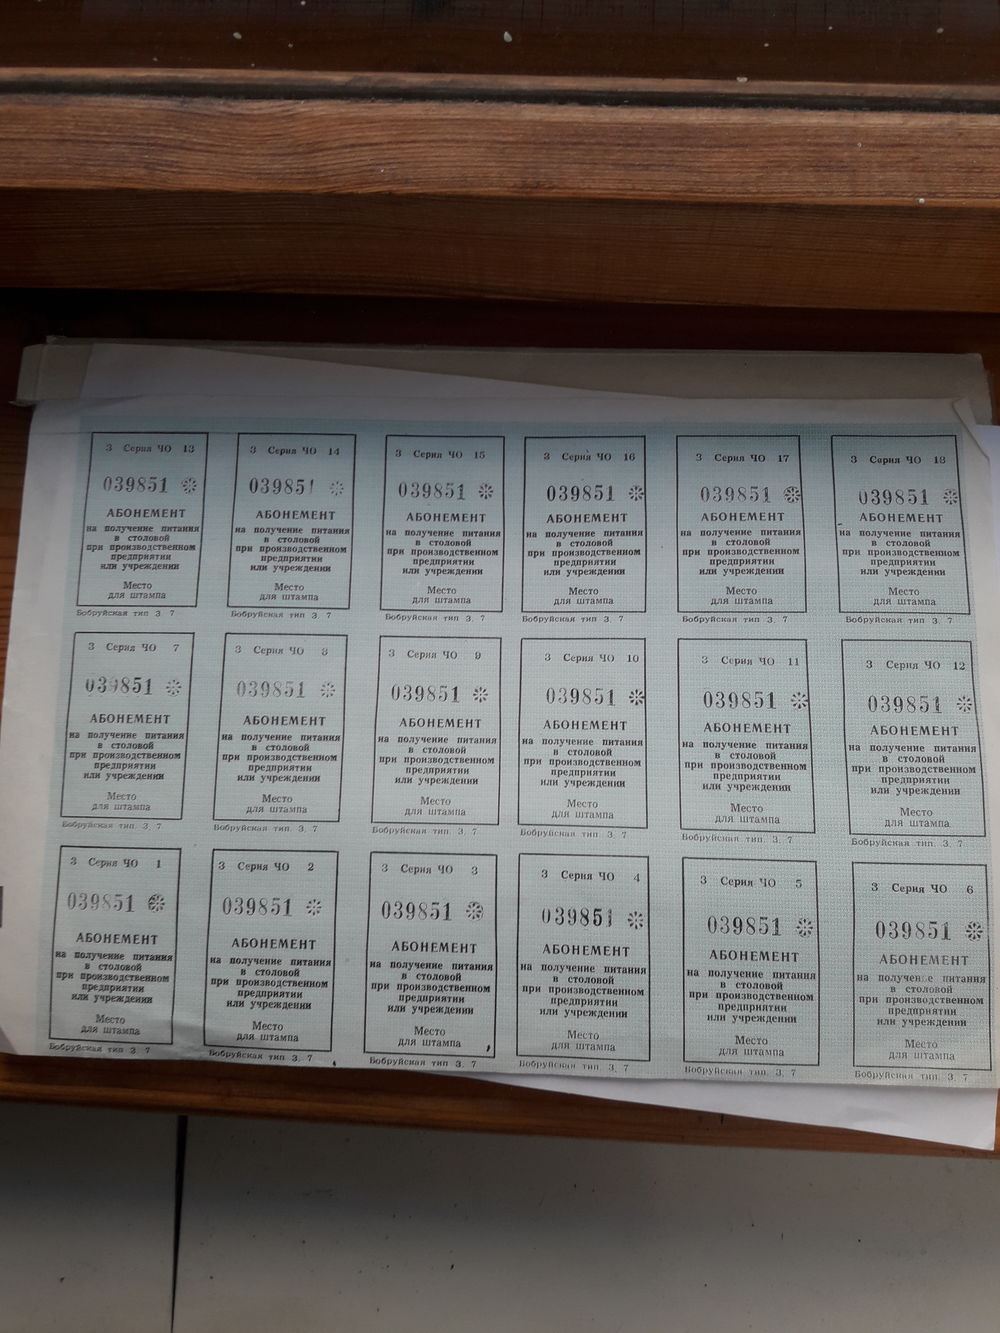 3 Серия ЧО 13
039851
АБОНЕМЕНТ
на получение питания
в столовой
при производственном
предприятии
или учреждении
Место
для штампа
Бобруйская тип З. 7
3 Серия ЧО 14
039851
АБОНЕМЕНТ
на получение питания
в столовой
при производственном
предприятии
или учреждении
Место
для штампа
Бобруйская тип З. 7
3 Серия ЧО 15
039851
АБОНЕМЕНТ
на получение питания
в столовой
при производственном
предприятии
или учреждении
Место
для штампа
Бобруйская тип З. 7
3 Серия ЧО 16
039851
АБОНЕМЕНТ
на получение питания
в столовой
при производственном
предприятии
или учреждении
Место
для штампа
Бобруйская тип З. 7
3 Серия ЧО 17
039851
АБОНЕМЕНТ
на получение питания
в столовой
при производственном
предприятии
или учреждении
Место
для штампа
Бобруйская тип З. 7
3 Серия ЧО 18
039851
АБОНЕМЕНТ
на получение питания
в столовой
при производственном
предприятии
или учреждении
Место
для штампа
Бобруйская тип З. 7
3 Серия ЧО 7
039851
АБОНЕМЕНТ
на получение питания
в столовой
при производственном
предприятии
или учреждении
Место
для штампа
Бобруйская тип. З. 7
3 Серия ЧО 8
039851
АБОНЕМЕНТ
на получение питания
в столовой
при производственном
предприятии
или учреждении
Место
для штампа
Бобруйская тип. З. 7
3 Серия ЧО 9
039851
АБОНЕМЕНТ
на получение питания
в столовой
при производственном
предприятии
или учреждении
Место
для штампа
Бобруйская тип. З. 7
3 Серия ЧО 10
039851
АБОНЕМЕНТ
на получение питания
в столовой
при производственном
предприятии
или учреждении
Место
для штампа
Бобруйская тип. З. 7
3 Серия ЧО 11
039851
АБОНЕМЕНТ
на получение питания
в столовой
при производственном
предприятии
или учреждении
Место
для штампа
Бобруйская тип. З. 7
3 Серия ЧО 12
039851
АБОНЕМЕНТ
на получение питания
в столовой
при производственном
предприятии
или учреждении
Место
для штампа
Бобруйская тип. З. 7
3 Серия ЧО 1
039851
АБОНЕМЕНТ
на получение питания
в столовой
при производственном
предприятии
или учреждении
Место
для штампа
Бобруйская тип З. 7
3 Серия ЧО 2
039851
АБОНЕМЕНТ
на получение питания
в столовой
при производственном
предприятии
или учреждении
Место
для штампа
Бобруйская тип З. 7
3 Серия ЧО 3
039851
АБОНЕМЕНТ
на получение питания
в столовой
при производственном
предприятии
или учреждении
Место
для штампа
Бобруйская тип З. 7
3 Серия ЧО 4
039851
АБОНЕМЕНТ
на получение питания
в столовой
при производственном
предприятии
или учреждении
Место
для штампа
Бобруйская тип З. 7
3 Серия ЧО 5
039851
АБОНЕМЕНТ
на получение питания
в столовой
при производственном
предприятии
или учреждении
Место
для штампа
Бобруйская тип З. 7
3 Серия ЧО 6
039851
АБОНЕМЕНТ
на получение питания
в столовой
при производственном
предприятии
или учреждении
Место
для штампа
Бобруйская тип З. 7